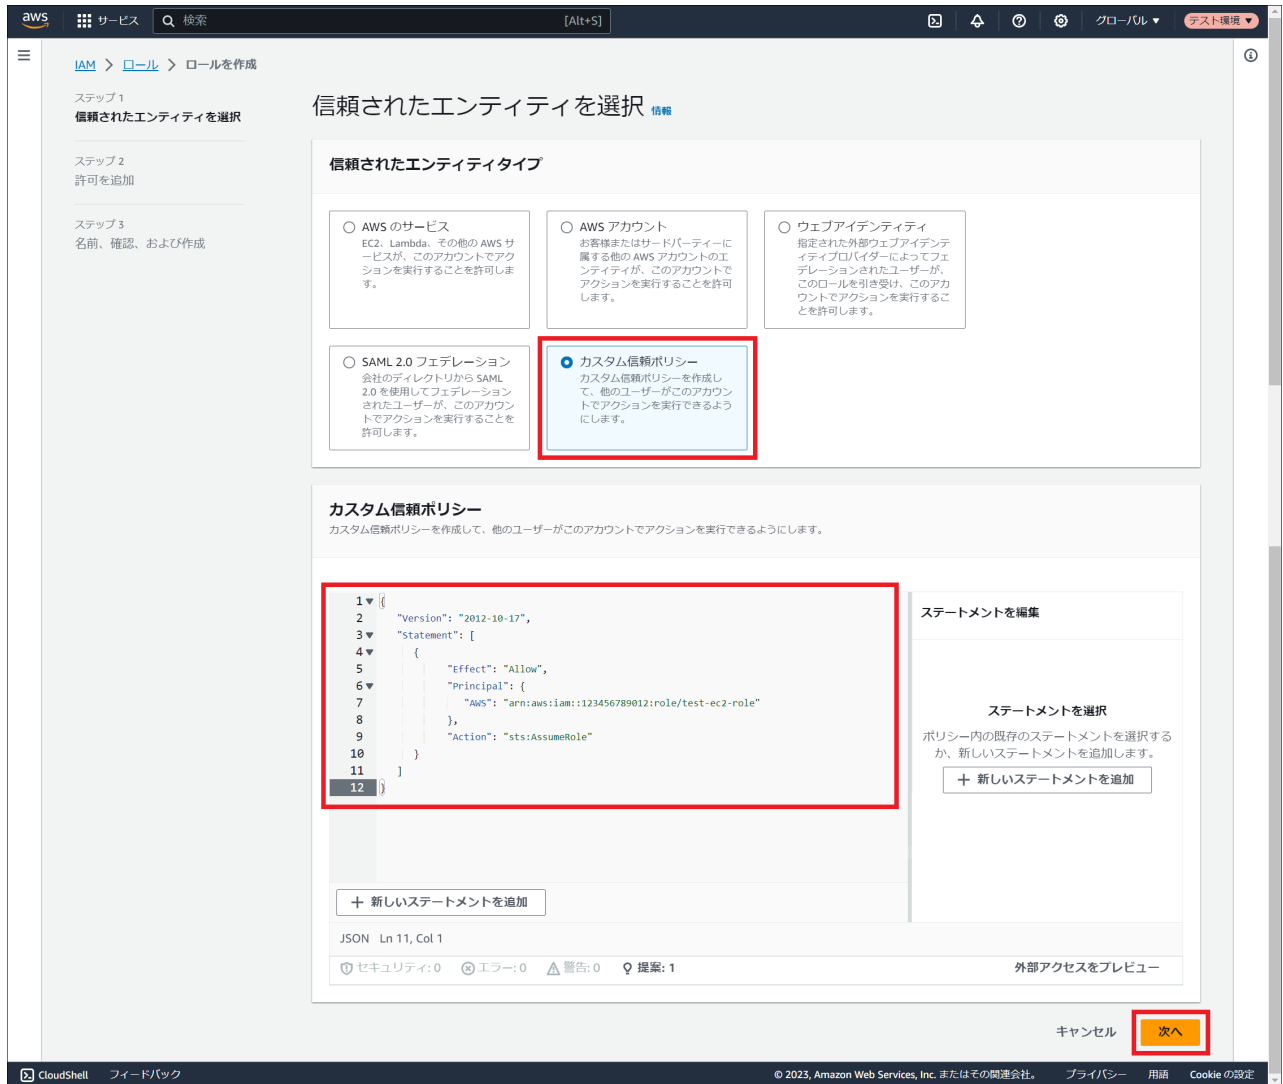 aws
サービス
検索
[Alt+S]
グローバル ▼
テスト環境 ▼
IAM > ロール > ロールを作成
ステップ 1
信頼されたエンティティを選択
ステップ 2
許可を追加
ステップ 3
名前、確認、および作成
信頼されたエンティティを選択 情報
信頼されたエンティティタイプ
AWS のサービス
EC2、Lambda、その他の AWS サ
ービスが、このアカウントでアク
ションを実行することを許可しま
す。
AWS アカウント
お客様またはサードパーティーに
属する他の AWS アカウントのエ
ンティティが、このアカウントで
アクションを実行することを許可
します。
ウェブアイデンティティ
指定された外部ウェブアイデンテ
ィティプロバイダーによってフェ
デレーションされたユーザーが、
このロールを引き受け、このアカ
ウントでアクションを実行するこ
とを許可します。
SAML 2.0 フェデレーション
会社のディレクトリから SAML
2.0 を使用してフェデレーション
されたユーザーが、このアカウン
トでアクションを実行することを
許可します。
カスタム信頼ポリシー
カスタム信頼ポリシーを作成し
て、他のユーザーがこのアカウン
トでアクションを実行できるよう
にします。
カスタム信頼ポリシー
カスタム信頼ポリシーを作成して、他のユーザーがこのアカウントでアクションを実行できるようにします。
1 ▼ {
2 "Version": "2012-10-17",
3 ▼ "Statement": [
4 ▼ {
5 "Effect": "Allow",
6 ▼ "Principal": {
7 "AWS": "arn:aws:iam::123456789012:role/test-ec2-role"
8 },
9 "Action": "sts:AssumeRole"
10 }
11 ]
12 }
+ 新しいステートメントを追加
ステートメントを編集
ステートメントを選択
ポリシー内の既存のステートメントを選択する
か、新しいステートメントを追加します。
+ 新しいステートメントを追加
JSON Ln 11, Col 1
セキュリティ: 0 エラー: 0 警告: 0 提案: 1
外部アクセスをプレビュー
キャンセル
次へ
CloudShell フィードバック
© 2023, Amazon Web Services, Inc. またはその関連会社。 プライバシー 用語 Cookie の設定